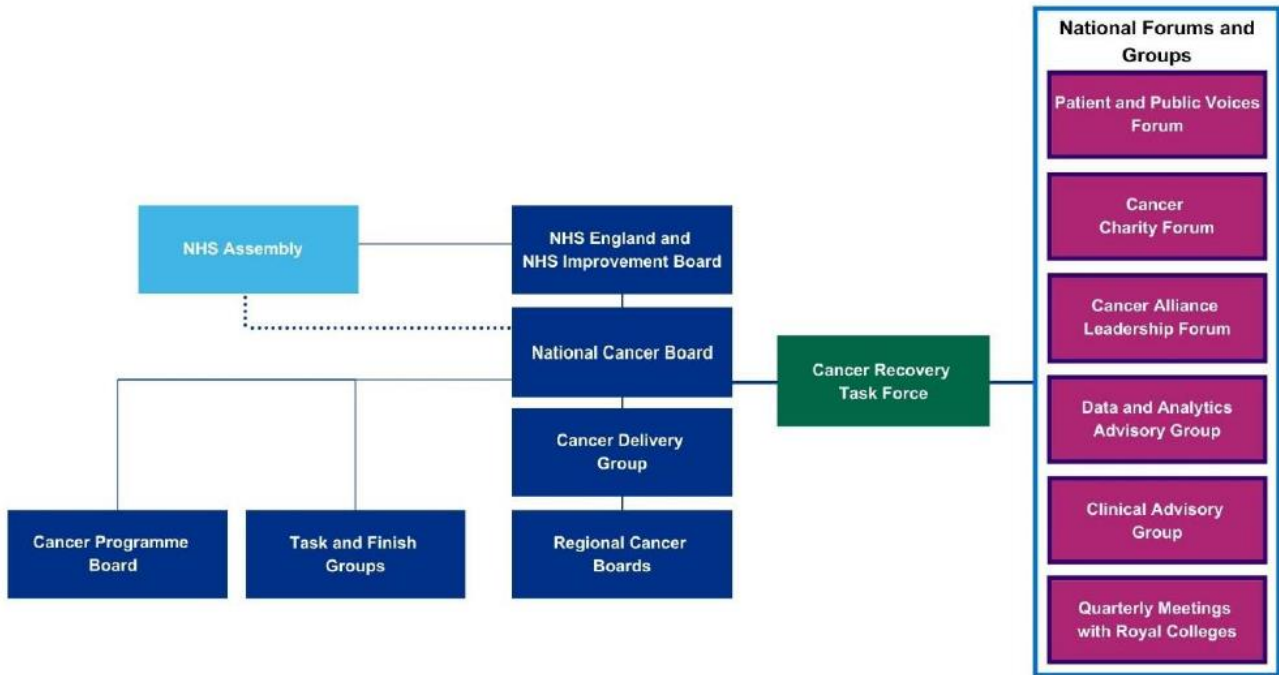 National Forums and
Groups
Patient and Public Voices
Forum
Cancer
Charity Forum
Cancer Alliance
Leadership Forum
Data and Analytics
Advisory Group
Clinical Advisory
Group
Quarterly Meetings
with Royal Colleges
NHS Assembly
NHS England and
NHS Improvement Board
National Cancer Board
Cancer Recovery
Task Force
Cancer Delivery
Group
Cancer Programme
Board
Task and Finish
Groups
Regional Cancer
Boards